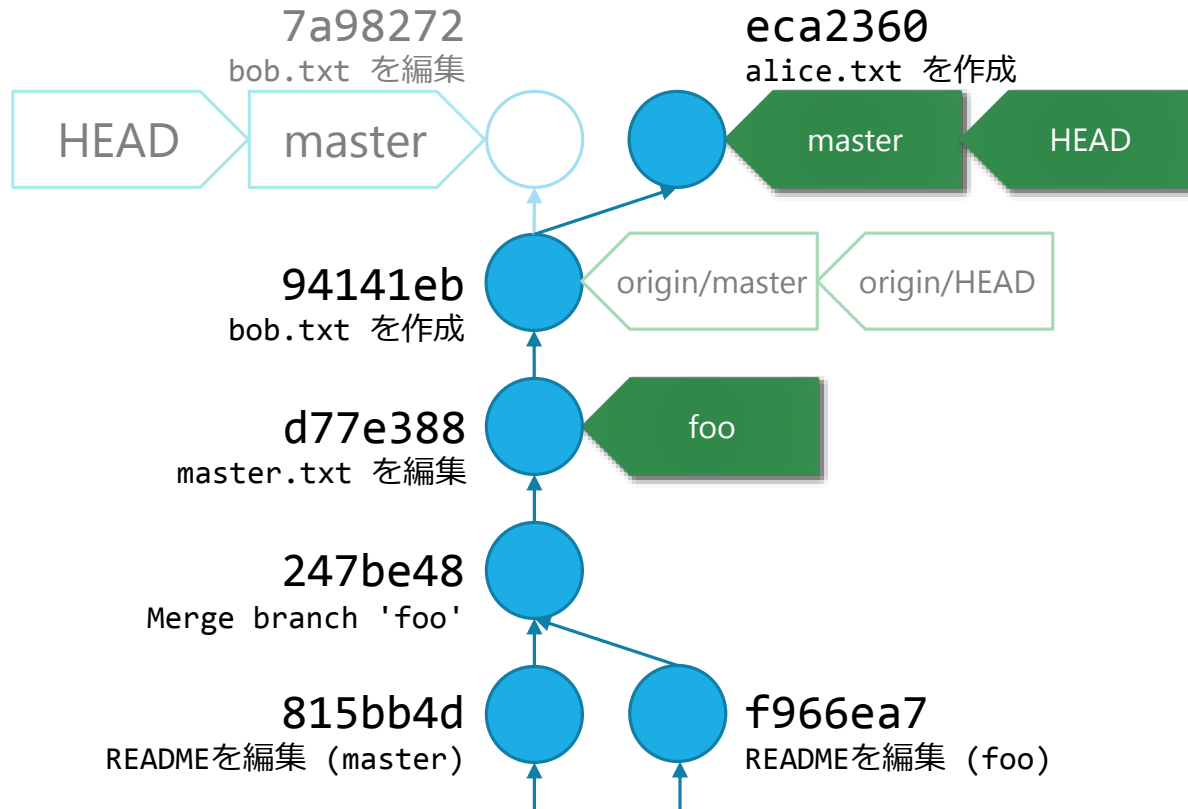 7a98272
bob.txt を編集
eca2360
alice.txt を作成
HEAD
master
master
HEAD
94141eb
bob.txt を作成
origin/master
origin/HEAD
d77e388
master.txt を編集
foo
247be48
Merge branch 'foo'
815bb4d
READMEを編集 (master)
f966ea7
READMEを編集 (foo)